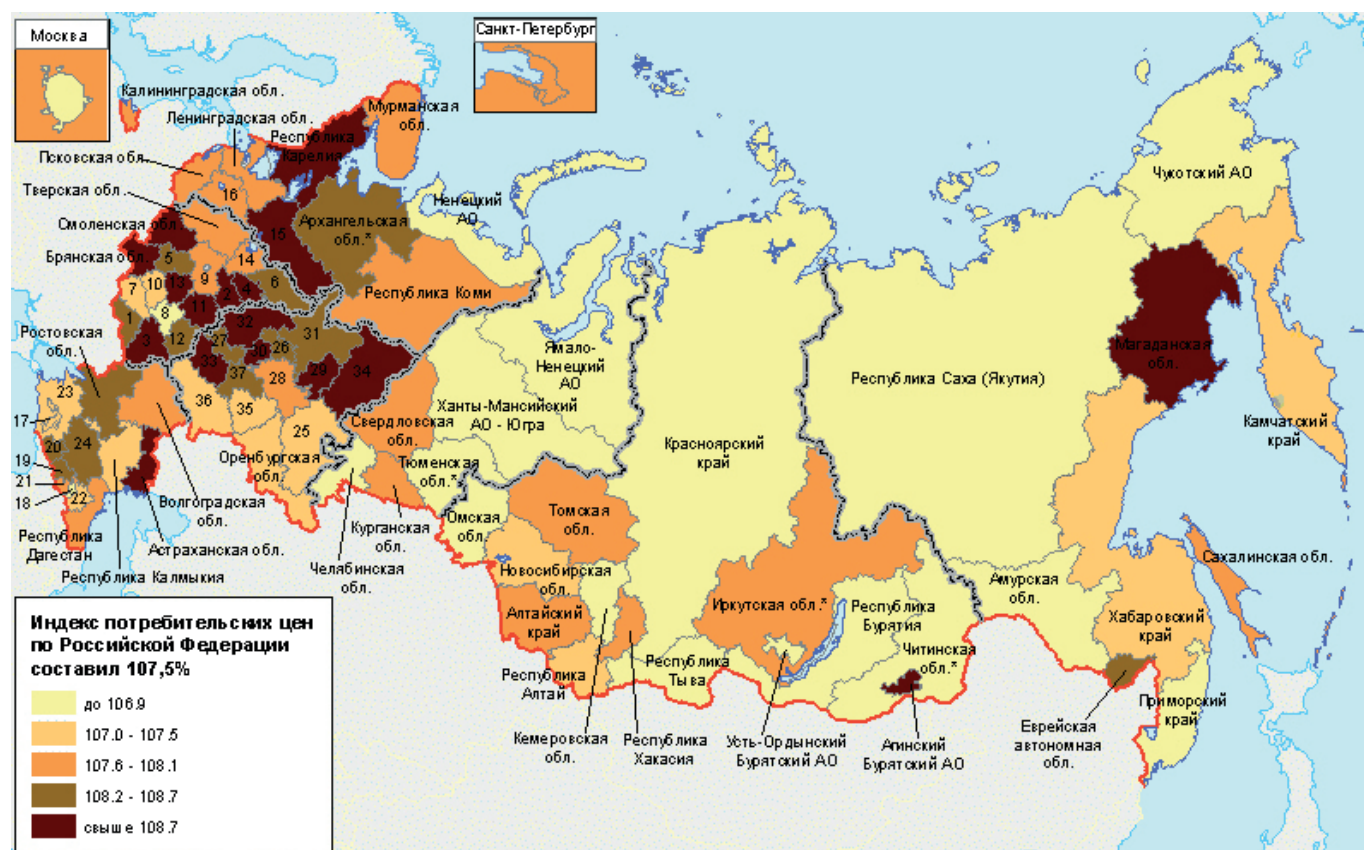 Москва
Санкт-Петербург
Калининградская обл.
Ленинградская обл.
Мурманская
обл.
Республика
Карелия
Псковская обл.
Тверская обл.
16
Смоленская обл.
Брянская обл.
15
Архангельская
обл.*
Ненецкий
АО
Чукотский АО
5
14
7
10
13
9
2
4
6
Республика Коми
11
8
1
3
12
Ростовская
обл.
32
31
27
33
30
26
37
28
29
34
Ямало-
Ненецкий
АО
Республика Саха (Якутия)
Магаданская
обл.
Ханты-Мансийский
АО - Югра
Красноярский
край
Камчатский
край
23
17
36
35
25
Свердловская
обл.
20
24
Оренбургская
обл.
Тюменская
обл.*
19
21
18
22
Волгоградская
обл.
Курганская
обл.
Омская
обл.
Томская
обл.
Республика
Дагестан
Астраханская обл.
Республика Калмыкия
Челябинская
обл.
Новосибирская
обл.
Алтайский
край
Иркутская обл.*
Республика
Бурятия
Амурская
обл.
Сахалинская обл.
Хабаровский
край
Читинская
обл.*
Республика
Тыва
Республика
Алтай
Приморский
край
Кемеровская
обл.
Республика
Хакасия
Усть-Ордынский
Бурятский АО
Агинский
Бурятский АО
Еврейская
автономная
обл.
Индекс потребительских цен
по Российской Федерации
составил 107,5%
до 106.9
107.0 - 107.5
107.6 - 108.1
108.2 - 108.7
свыше 108.7